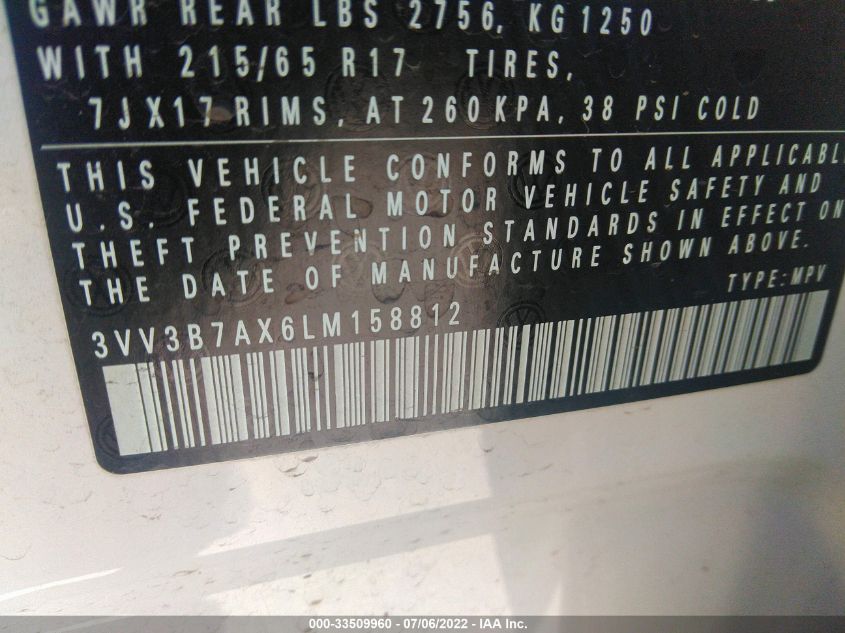 GAWR REAR LBS 2756, KG 1250
WITH 215/65 R17 TIRES,
7JX17 RIMS, AT 260 KPA, 38 PSI COLD
THIS VEHICLE CONFORMS TO ALL APPLICABL
U.S. FEDERAL MOTOR VEHICLE SAFETY AND
THEFT PREVENTION STANDARDS IN EFFECT ON
THE DATE OF MANUFACTURE SHOWN ABOVE.
TYPE: MPV
3VV3B7AX6LM158812
000-33509960 - 07/06/2022 - IAA Inc.